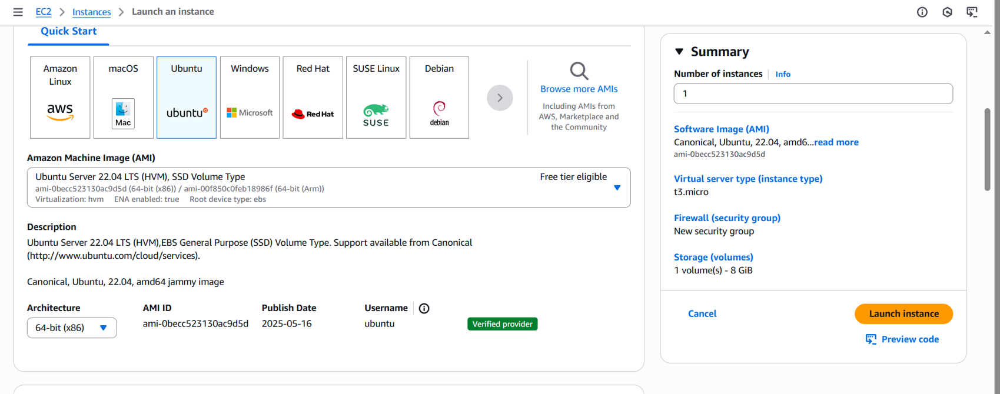 EC2 > Instances > Launch an instance
Quick Start
Amazon
Linux
aws
macOS
Mac
Ubuntu
ubuntu
Windows
Microsoft
Red Hat
Red Hat
SUSE Linux
SUSE
Debian
debian
Browse more AMIs
Including AMIs from
AWS, Marketplace and
the Community
Amazon Machine Image (AMI)
Ubuntu Server 22.04 LTS (HVM), SSD Volume Type
Free tier eligible
ami-0becc523130ac9d5d (64-bit (x86)) / ami-00f850c0feb18986f (64-bit (Arm))
Virtualization: hvm ENA enabled: true Root device type: ebs
Description
Ubuntu Server 22.04 LTS (HVM),EBS General Purpose (SSD) Volume Type. Support available from Canonical
(http://www.ubuntu.com/cloud/services).
Canonical, Ubuntu, 22.04, amd64 jammy image
Architecture
64-bit (x86)
AMI ID
ami-0becc523130ac9d5d
Publish Date
2025-05-16
Username
ubuntu
Verified provider
Summary
Number of instances
Info
1
Software Image (AMI)
Canonical, Ubuntu, 22.04, amd6...read more
ami-0becc523130ac9d5d
Virtual server type (instance type)
t3.micro
Firewall (security group)
New security group
Storage (volumes)
1 volume(s) - 8 GiB
Cancel
Launch instance
Preview code